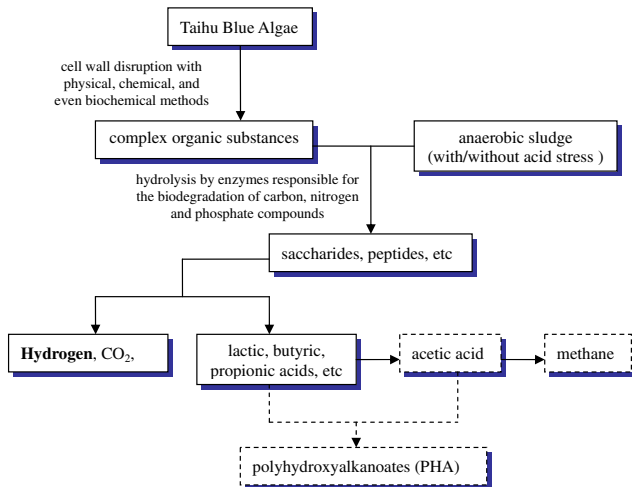 Taihu Blue Algae
cell wall disruption with
physical, chemical, and
even biochemical methods
complex organic substances
anaerobic sludge
(with/without acid stress )
hydrolysis by enzymes responsible for
the biodegradation of carbon, nitrogen
and phosphate compounds
saccharides, peptides, etc
Hydrogen, CO₂,
lactic, butyric,
propionic acids, etc
acetic acid
methane
polyhydroxyalkanoates (PHA)